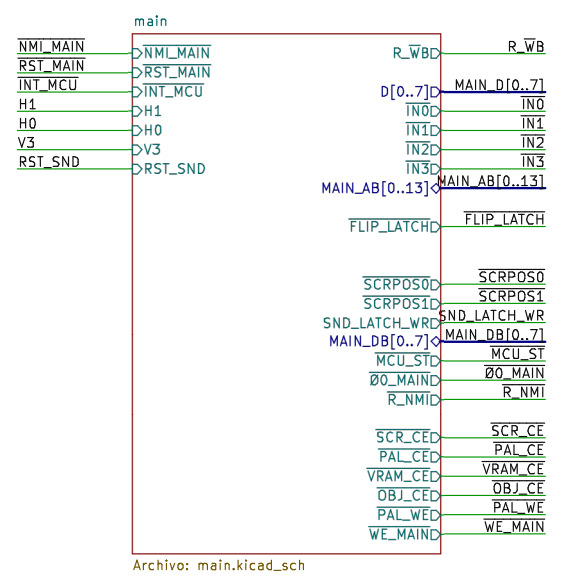 main
NMI_MAIN NMI_MAIN R_WB R_WB
RST_MAIN RST_MAIN
INT_MCU INT_MCU D[0..7] MAIN_D[0..7]
H1 H1 IN0 IN0
H0 H0 IN1 IN1
V3 V3 IN2 IN2
RST_SND RST_SND IN3 IN3
MAIN_AB[0..13] MAIN_AB[0..13]
FLIP_LATCH FLIP_LATCH
SCRPOS0 SCRPOS0
SCRPOS1 SCRPOS1
SND_LATCH_WR SND_LATCH_WR
MAIN_DB[0..7] MAIN_DB[0..7]
MCU_ST MCU_ST
Ø0_MAIN Ø0_MAIN
R_NMI R_NMI
SCR_CE SCR_CE
PAL_CE PAL_CE
VRAM_CE VRAM_CE
OBJ_CE OBJ_CE
PAL_WE PAL_WE
WE_MAIN WE_MAIN
Archivo: main.kicad_sch